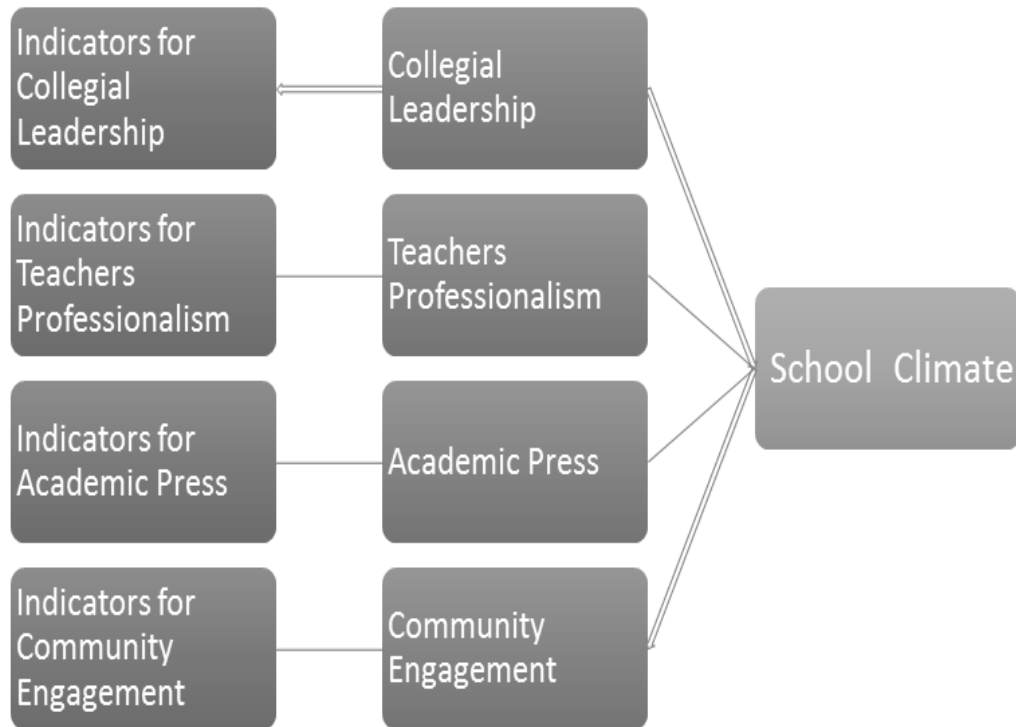 Indicators for
Collegial
Leadership
Collegial
Leadership
Indicators for
Teachers
Professionalism
Teachers
Professionalism
School Climate
Indicators for
Academic Press
Academic Press
Indicators for
Community
Engagement
Community
Engagement